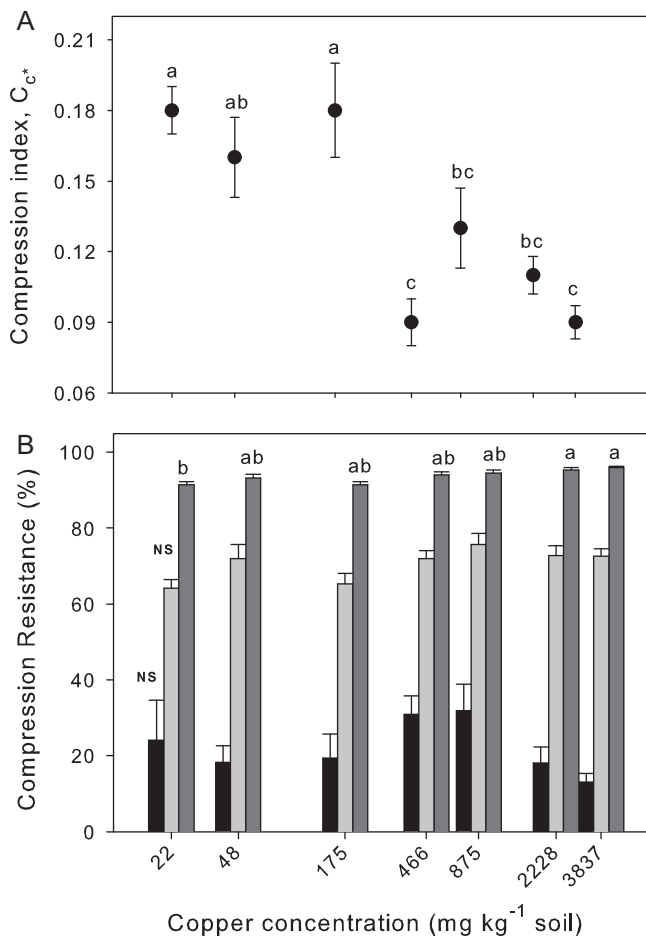 A
0.21
0.18
0.15
0.12
0.09
0.06
Compression index, Cc*
a
ab
a
c
bc
bc
c
B
100
80
60
40
20
0
Compression Resistance (%)
NS
NS
b
ab
ab
ab
ab
a
a
22
48
175
466
875
2228
3837
Copper concentration (mg kg-1 soil)